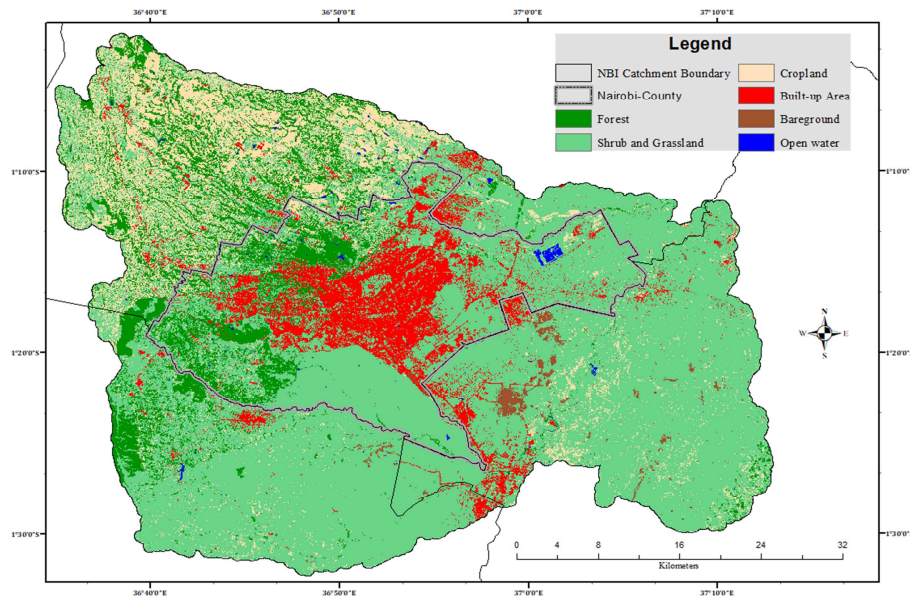 36°40'0"E 36°50'0"E 37°0'0"E 37°10'0"E
Legend
NBI Catchment Boundary Cropland
Nairobi-County Built-up Area
Forest Bareground
Shrub and Grassland Open water
1°10'0"S 1°10'0"S
N
W E
S
1°20'0"S 1°20'0"S
1°30'0"S 1°30'0"S
0 4 8 16 24 32
Kilometers
36°40'0"E 36°50'0"E 37°0'0"E 37°10'0"E